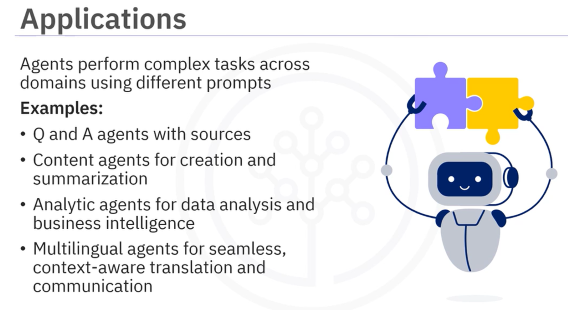 Applications
Agents perform complex tasks across
domains using different prompts
Examples:
• Q and A agents with sources
• Content agents for creation and
summarization
• Analytic agents for data analysis and
business intelligence
• Multilingual agents for seamless,
context-aware translation and
communication